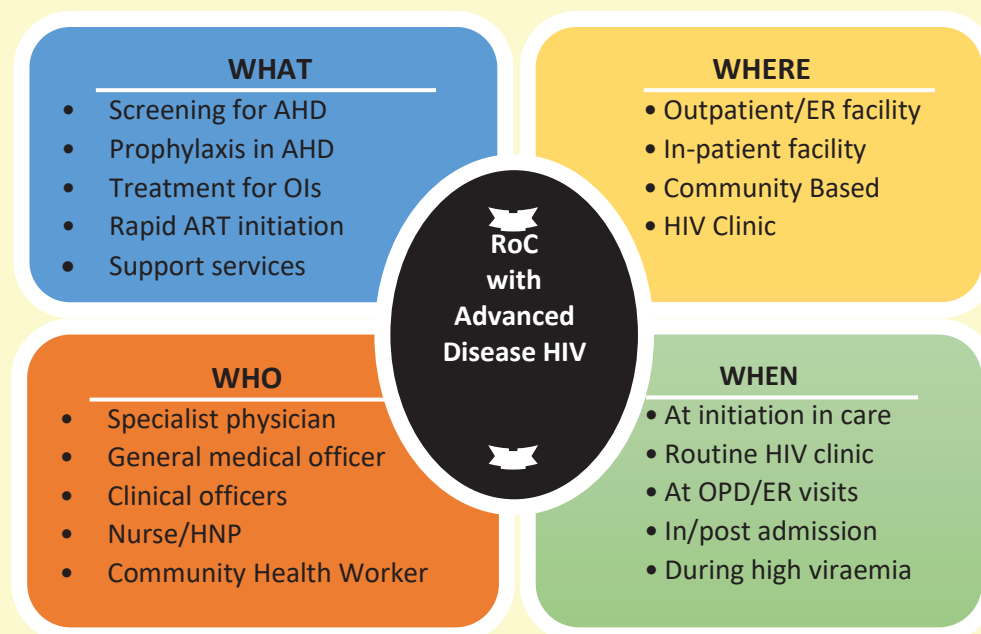 WHAT
• Screening for AHD
• Prophylaxis in AHD
• Treatment for OIs
• Rapid ART initiation
• Support services
WHERE
• Outpatient/ER facility
• In-patient facility
• Community Based
• HIV Clinic
RoC
with
Advanced
Disease HIV
WHO
• Specialist physician
• General medical officer
• Clinical officers
• Nurse/HNP
• Community Health Worker
WHEN
• At initiation in care
• Routine HIV clinic
• At OPD/ER visits
• In/post admission
• During high viraemia